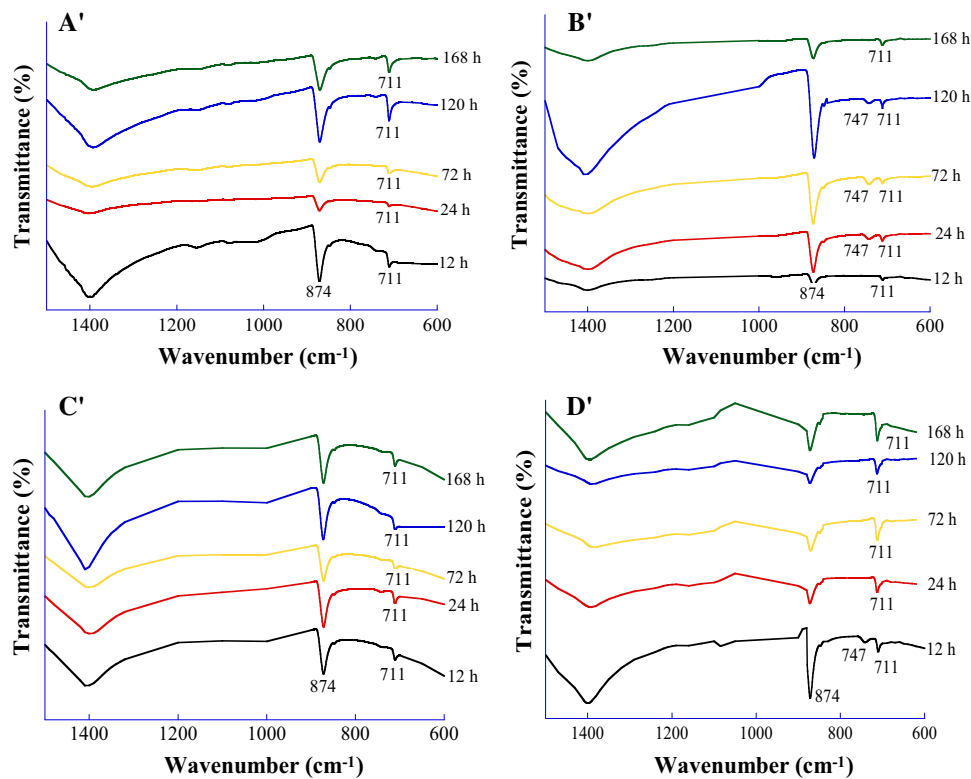 A'
168 h
711
120 h
711
72 h
711
24 h
711
12 h
711
874
1400 1200 1000 800 600
Wavenumber (cm-1)
Transmittance (%)
B'
168 h
711
120 h
747 711
72 h
747 711
24 h
747 711
12 h
874 711
1400 1200 1000 800 600
Wavenumber (cm-1)
Transmittance (%)
C'
168 h
711
120 h
711
72 h
711
24 h
711
12 h
711
874
1400 1200 1000 800 600
Wavenumber (cm-1)
Transmittance (%)
D'
168 h
711
120 h
711
72 h
711
24 h
711
12 h
747 711
874
1400 1200 1000 800 600
Wavenumber (cm-1)
Transmittance (%)